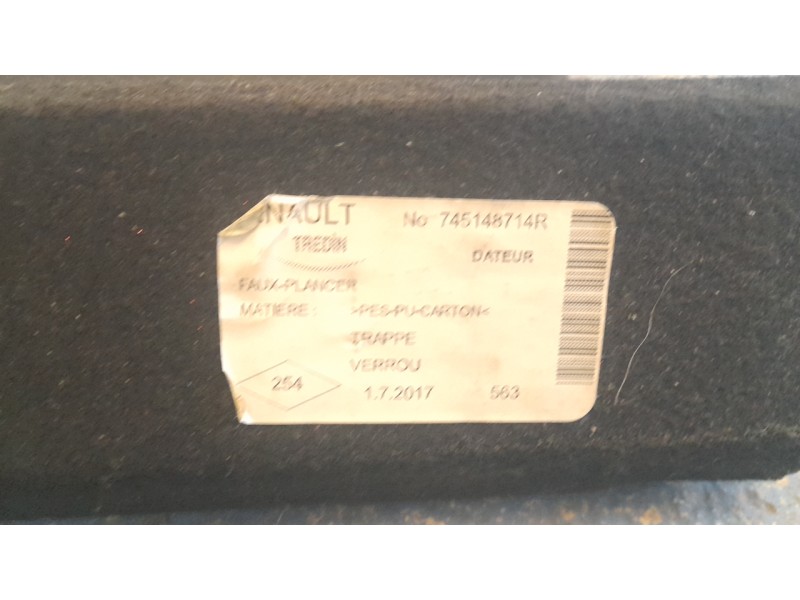 NAULT No 745148714R
TREDIN DATEUR
FAUX-PLANCER
MATIERE : >PES-PU-CARTON<
TRAPPE
VERROU
254 1.7.2017 563